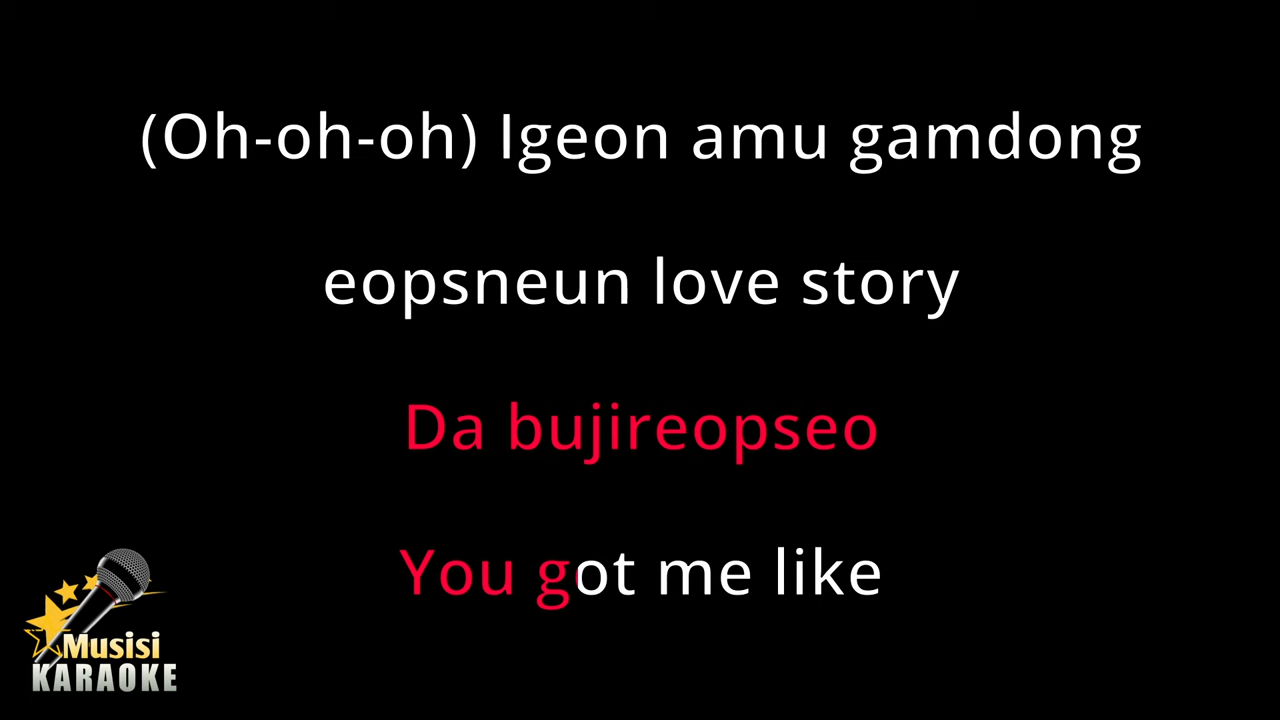 (Oh-oh-oh) Igeon amu gamdong
eopsneun love story
Da bujireopseo
You got me like
Musisi
KARAOKE